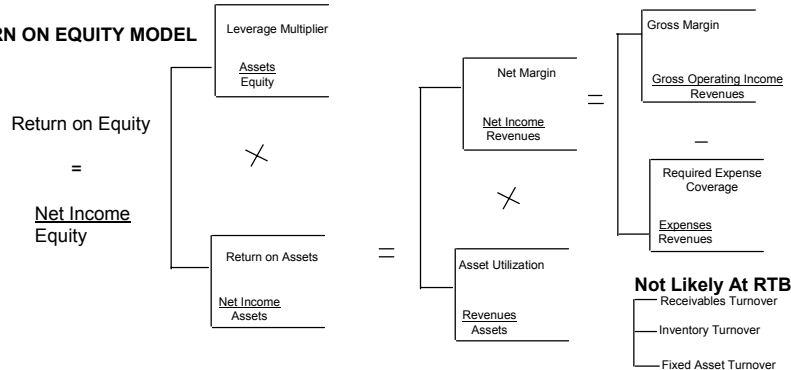 RN ON EQUITY MODEL
Leverage Multiplier
Assets
Equity
Return on Equity
=
Net Income
Equity
×
Return on Assets
Net Income
Assets
=
Net Margin
Net Income
Revenues
×
Asset Utilization
Revenues
Assets
=
Gross Margin
Gross Operating Income
Revenues
–
Required Expense
Coverage
Expenses
Revenues
Not Likely At RTB
Receivables Turnover
Inventory Turnover
Fixed Asset Turnover